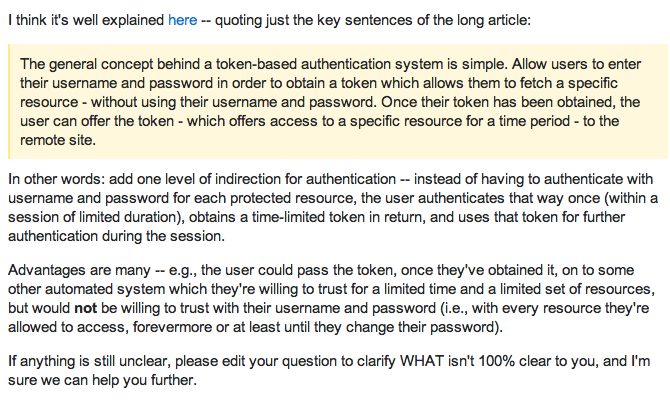 I think it's well explained here -- quoting just the key sentences of the long article:
The general concept behind a token-based authentication system is simple. Allow users to enter
their username and password in order to obtain a token which allows them to fetch a specific
resource - without using their username and password. Once their token has been obtained, the
user can offer the token - which offers access to a specific resource for a time period - to the
remote site.
In other words: add one level of indirection for authentication -- instead of having to authenticate with
username and password for each protected resource, the user authenticates that way once (within a
session of limited duration), obtains a time-limited token in return, and uses that token for further
authentication during the session.
Advantages are many -- e.g., the user could pass the token, once they've obtained it, on to some
other automated system which they're willing to trust for a limited time and a limited set of resources,
but would not be willing to trust with their username and password (i.e., with every resource they're
allowed to access, forevermore or at least until they change their password).
If anything is still unclear, please edit your question to clarify WHAT isn't 100% clear to you, and I'm
sure we can help you further.